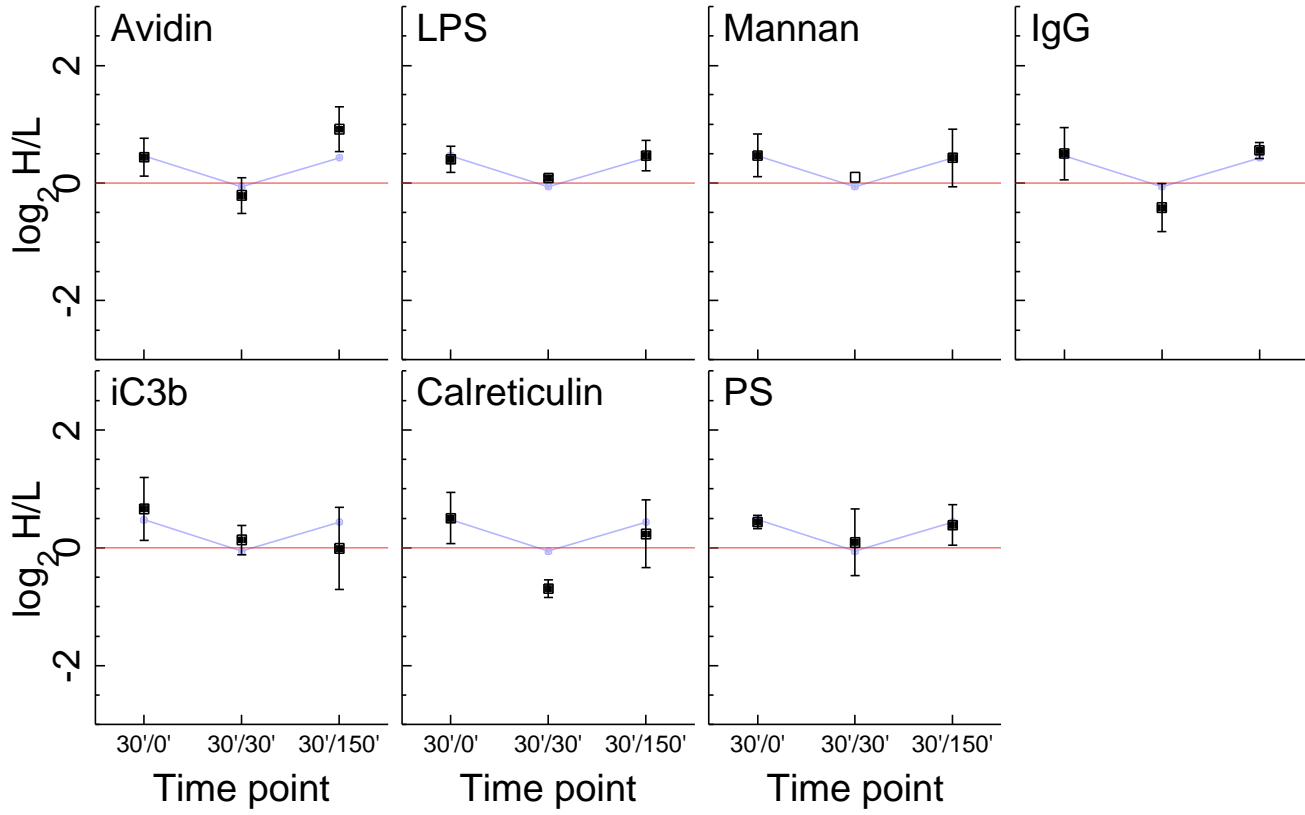 Avidin LPS Mannan IgG
2
0
-2
log2 H/L
iC3b Calreticulin PS
2
0
-2
log2 H/L
30'/0' 30'/30' 30'/150' 30'/0' 30'/30' 30'/150' 30'/0' 30'/30' 30'/150'
Time point Time point Time point